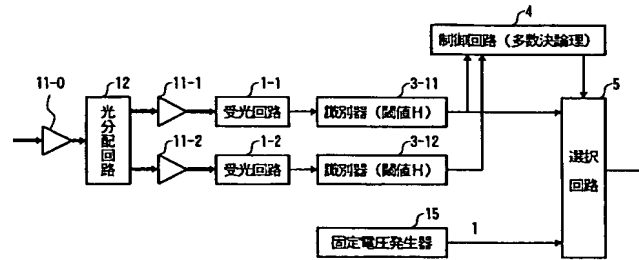 4
制御回路(多数決論理)
5
11-0
12
11-1
1-1
3-11
光分配回路
受光回路
識別器(閾値H)
11-2
1-2
3-12
受光回路
識別器(閾値H)
選択回路
15
固定電圧発生器
1